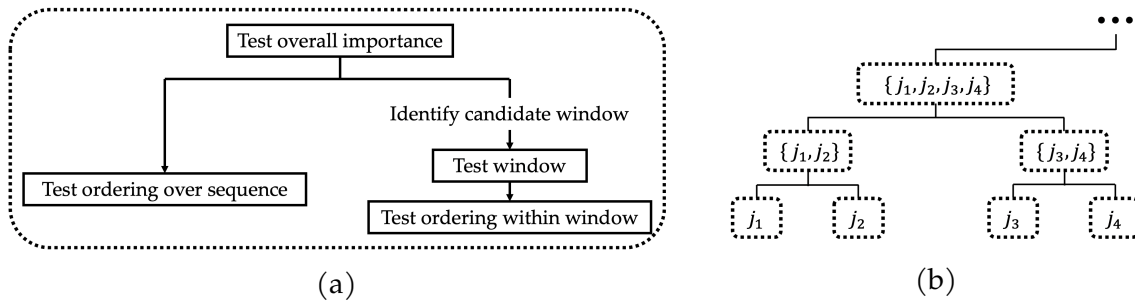 Test overall importance
Identify candidate window
Test window
Test ordering over sequence
Test ordering within window
(a)
•••
{j₁, j₂, j₃, j₄}
{j₁, j₂}
{j₃, j₄}
j₁
j₂
j₃
j₄
(b)